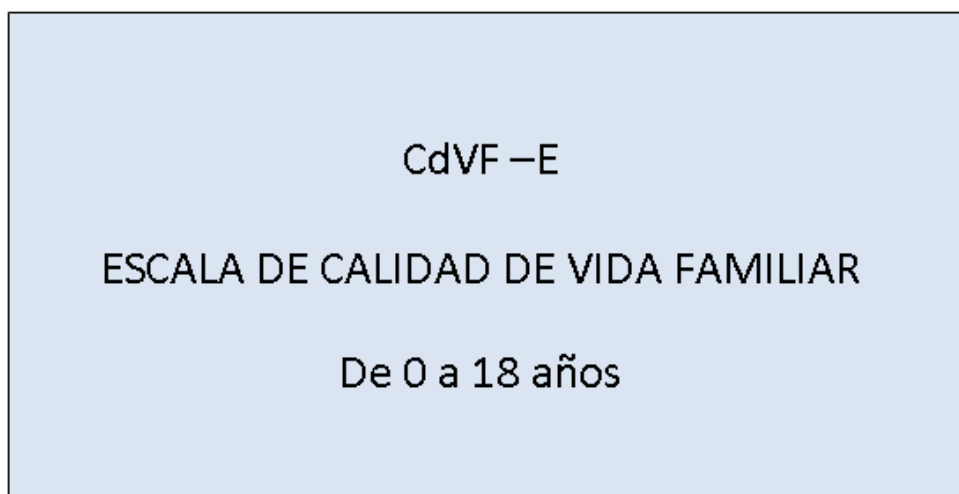 CdVF –E
ESCALA DE CALIDAD DE VIDA FAMILIAR
De 0 a 18 años